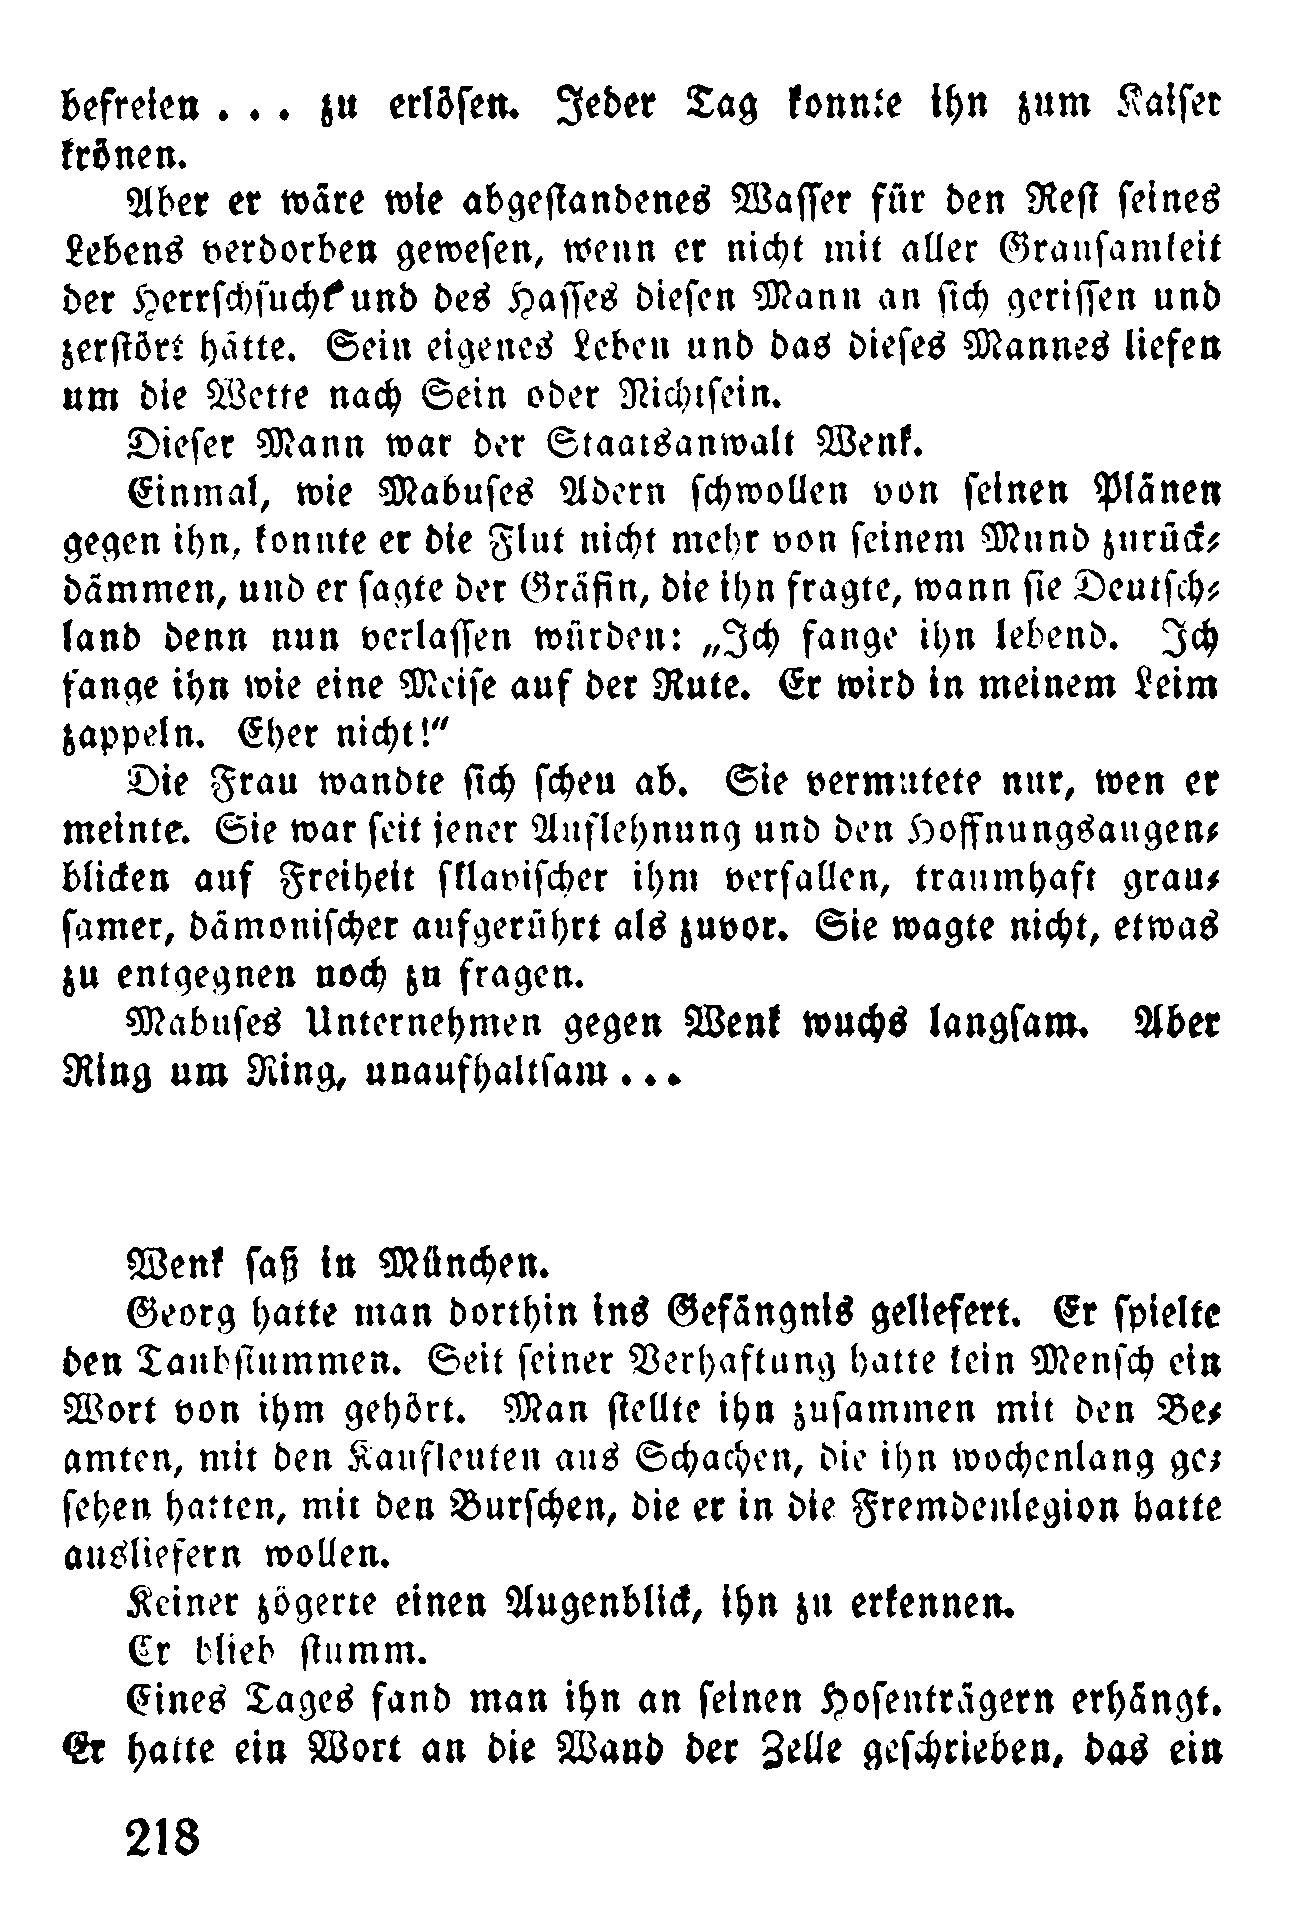 befreien . . . zu erlösen. Jeder Tag konnte ihn zum Kaiser
krönen.
Aber er wäre wie abgestandenes Wasser für den Rest seines
Lebens verdorben gewesen, wenn er nicht mit aller Grausamkeit
der Herrschsucht und des Hasses diesen Mann an sich gerissen und
zerstört hätte. Sein eigenes Leben und das dieses Mannes liefen
um die Wette nach Sein oder Nichtsein.
Dieser Mann war der Staatsanwalt Wenk.
Einmal, wie Mabuses Adern schwollen von seinen Plänen
gegen ihn, konnte er die Flut nicht mehr von seinem Mund zurück-
dämmen, und er sagte der Gräfin, die ihn fragte, wann sie Deutsch-
land denn nun verlassen würden: „Ich fange ihn lebend. Ich
fange ihn wie eine Meise auf der Rute. Er wird in meinem Leim
zappeln. Eher nicht!“
Die Frau wandte sich scheu ab. Sie vermutete nur, wen er
meinte. Sie war seit jener Auflehnung und den Hoffnungsaugen-
blicken auf Freiheit sklavischer ihm verfallen, traumhaft grau-
samer, dämonischer aufgerührt als zuvor. Sie wagte nicht, etwas
zu entgegnen noch zu fragen.
Mabuses Unternehmen gegen Wenk wuchs langsam. Aber
Ring um Ring, unaufhaltsam . . .
Wenk saß in München.
Georg hatte man dorthin ins Gefängnis geliefert. Er spielte
den Taubstummen. Seit seiner Verhaftung hatte kein Mensch ein
Wort von ihm gehört. Man stellte ihn zusammen mit den Be-
amten, mit den Kaufleuten aus Schachen, die ihn wochenlang ge-
sehen hatten, mit den Burschen, die er in die Fremdenlegion hatte
ausliefern wollen.
Keiner zögerte einen Augenblick, ihn zu erkennen.
Er blieb stumm.
Eines Tages fand man ihn an seinen Hosenträgern erhängt.
Er hatte ein Wort an die Wand der Zelle geschrieben, das ein
218